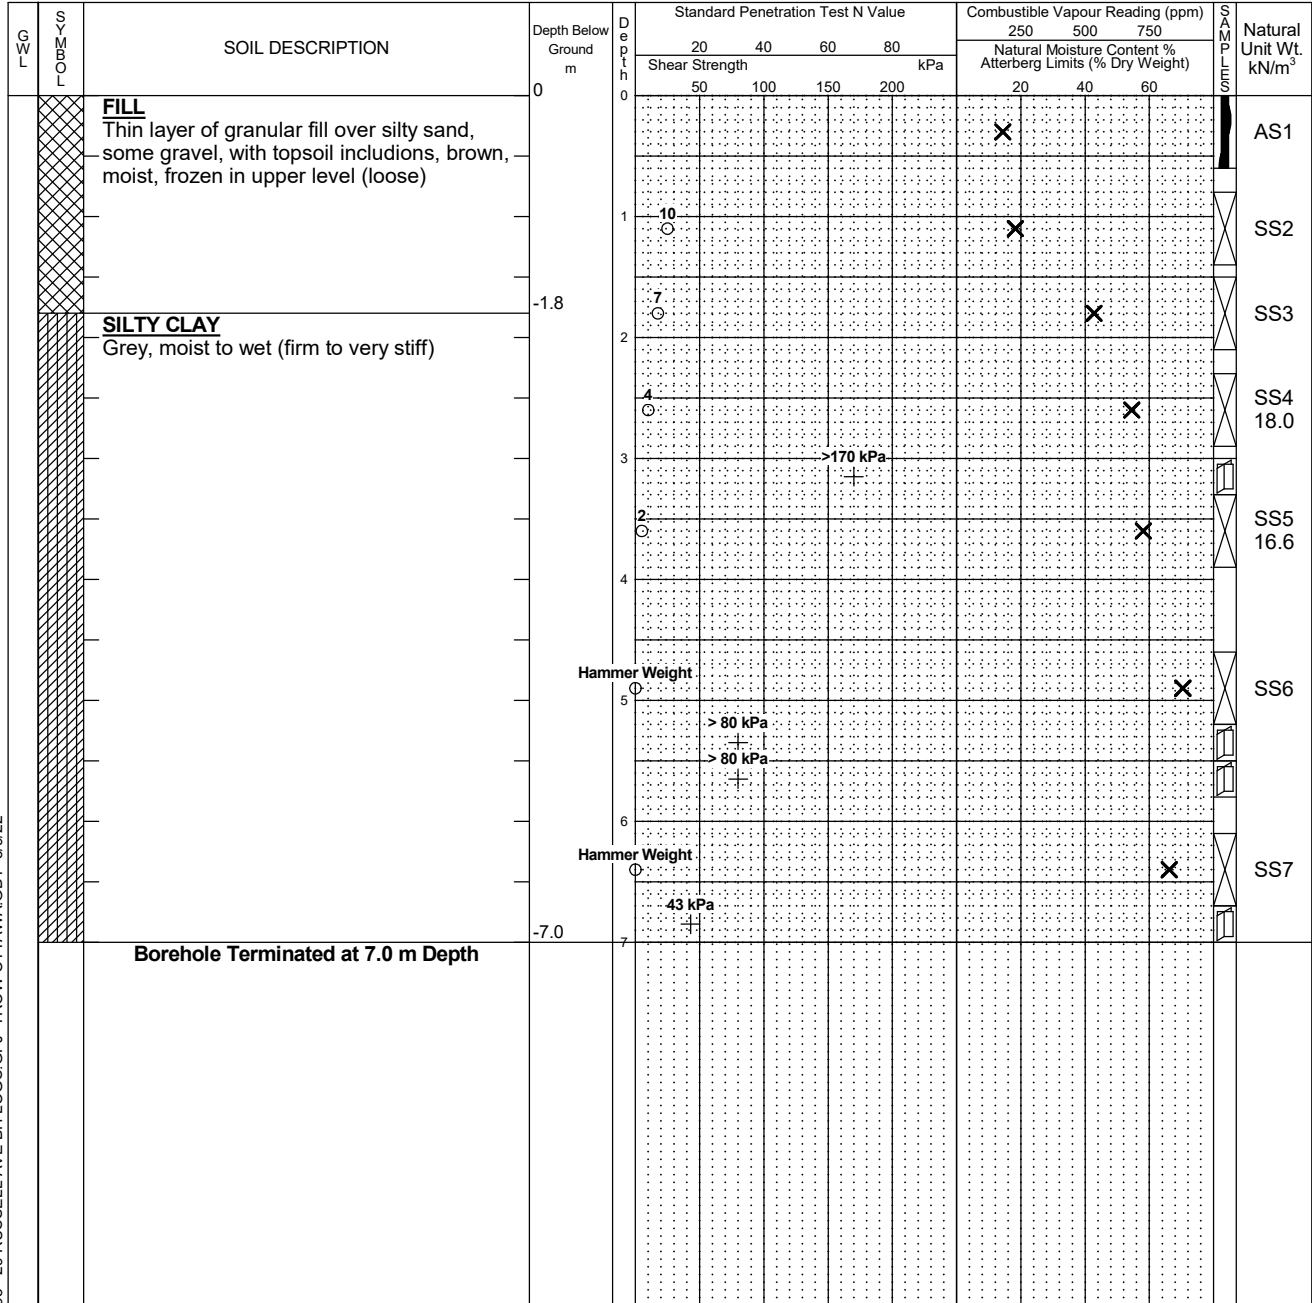 GWL
SYMBOL
SOIL DESCRIPTION
Depth Below
Ground
m
Depth
Standard Penetration Test N Value
20 40 60 80
Shear Strength kPa
50 100 150 200
Combustible Vapour Reading (ppm)
250 500 750
Natural Moisture Content %
Atterberg Limits (% Dry Weight)
20 40 60
SAMPLES
Natural
Unit Wt.
kN/m³
0
0
FILL
Thin layer of granular fill over silty sand,
some gravel, with topsoil includions, brown,
moist, frozen in upper level (loose)
AS1
1
10
SS2
-1.8
7
SS3
SILTY CLAY
Grey, moist to wet (firm to very stiff)
2
4
SS4
18.0
3
>170 kPa
2
SS5
16.6
4
Hammer Weight
SS6
5
> 80 kPa
> 80 kPa
6
Hammer Weight
SS7
43 kPa
-7.0
7
Borehole Terminated at 7.0 m Depth